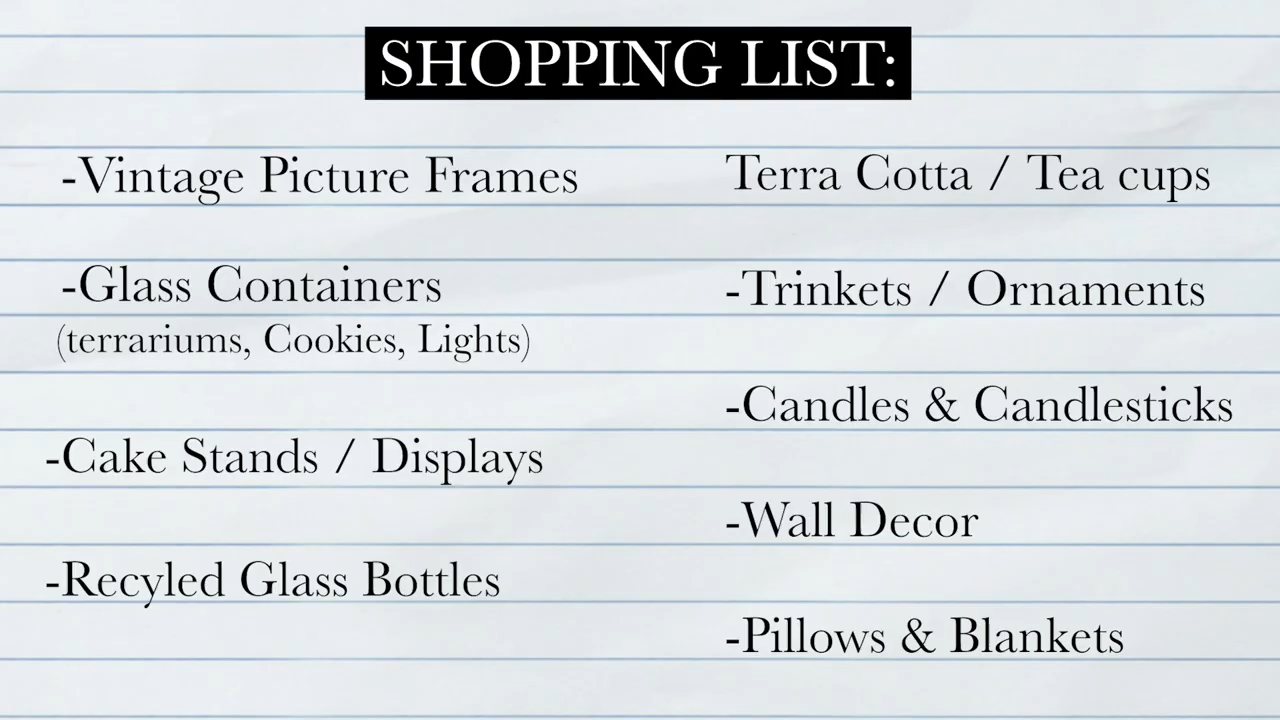 SHOPPING LIST:
-Vintage Picture Frames
-Glass Containers
(terrariums, Cookies, Lights)
-Cake Stands / Displays
-Recyled Glass Bottles
Terra Cotta / Tea cups
-Trinkets / Ornaments
-Candles & Candlesticks
-Wall Decor
-Pillows & Blankets